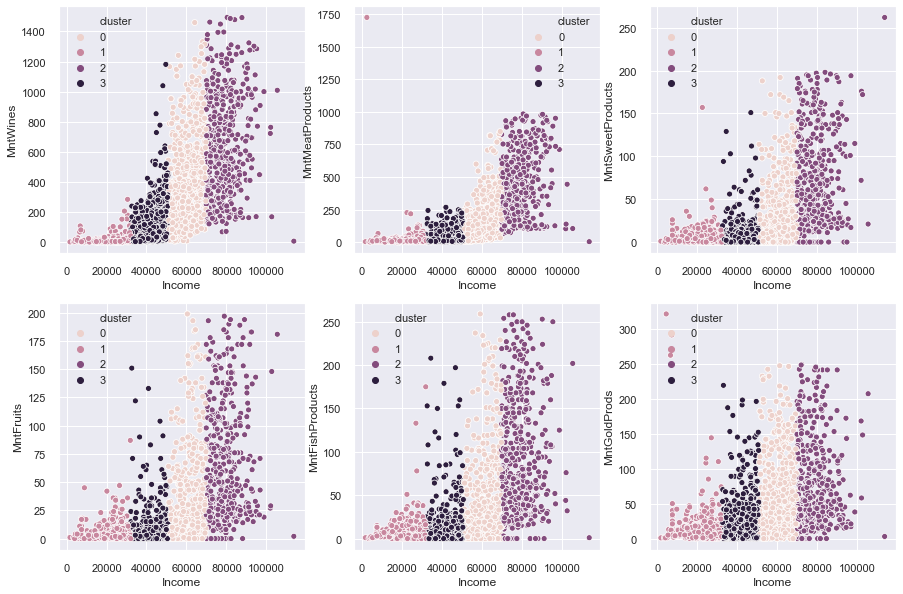 cluster
0
1
2
3
1400
1200
1000
800
600
400
200
0
MntWines
0 20000 40000 60000 80000 100000
Income
cluster
0
1
2
3
1750
1500
1250
1000
750
500
250
0
MntMeatProducts
0 20000 40000 60000 80000 100000
Income
cluster
0
1
2
3
250
200
150
100
50
0
MntSweetProducts
0 20000 40000 60000 80000 100000
Income
cluster
0
1
2
3
200
175
150
125
100
75
50
25
0
MntFruits
0 20000 40000 60000 80000 100000
Income
cluster
0
1
2
3
250
200
150
100
50
0
MntFishProducts
0 20000 40000 60000 80000 100000
Income
cluster
0
1
2
3
300
250
200
150
100
50
0
MntGoldProds
0 20000 40000 60000 80000 100000
Income